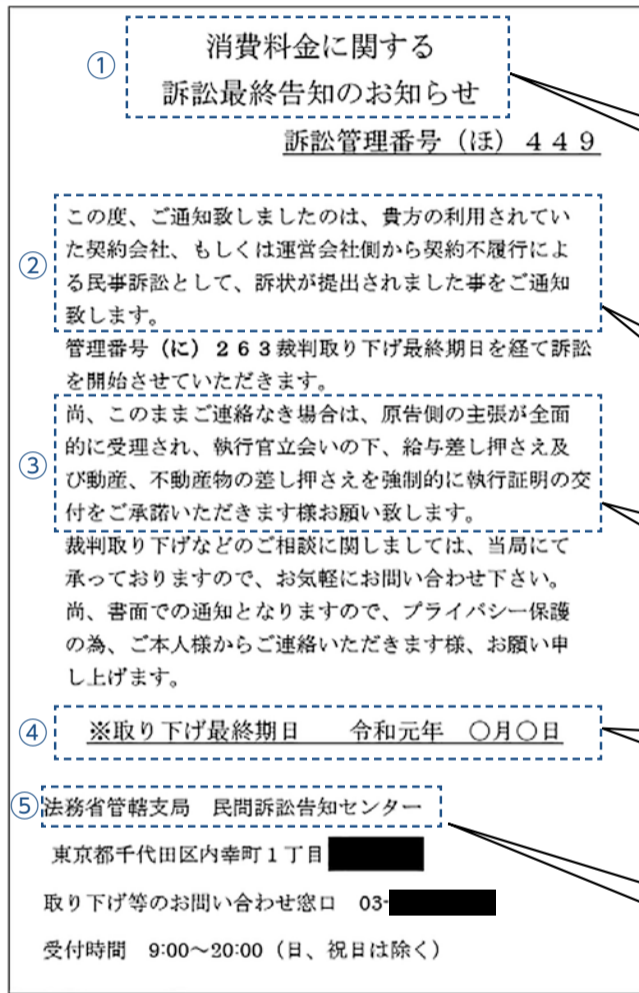 ①
消費料金に関する
訴訟最終告知のお知らせ
訴訟管理番号（ほ）４４９
②
この度、ご通知致しましたのは、貴方の利用されてい
た契約会社、もしくは運営会社側から契約不履行によ
る民事訴訟として、訴状が提出されました事をご通知
致します。
管理番号（に）２６３裁判取り下げ最終期日を経て訴訟
を開始させていただきます。
③
尚、このままご連絡なき場合は、原告側の主張が全面
的に受理され、執行官立会いの下、給与差し押さえ及
び動産、不動産物の差し押さえを強制的に執行証明の交
付をご承諾いただきます様お願い致します。
裁判取り下げなどのご相談に関しましては、当局にて
承っておりますので、お気軽にお問い合わせ下さい。
尚、書面での通知となりますので、プライバシー保護
の為、ご本人様からご連絡いただきます様、お願い申
し上げます。
④
※取り下げ最終期日　令和元年　〇月〇日
⑤
法務省管轄支局　民間訴訟告知センター
東京都千代田区内幸町１丁目
取り下げ等のお問い合わせ窓口　03-
受付時間　9:00～20:00（日、祝日は除く）